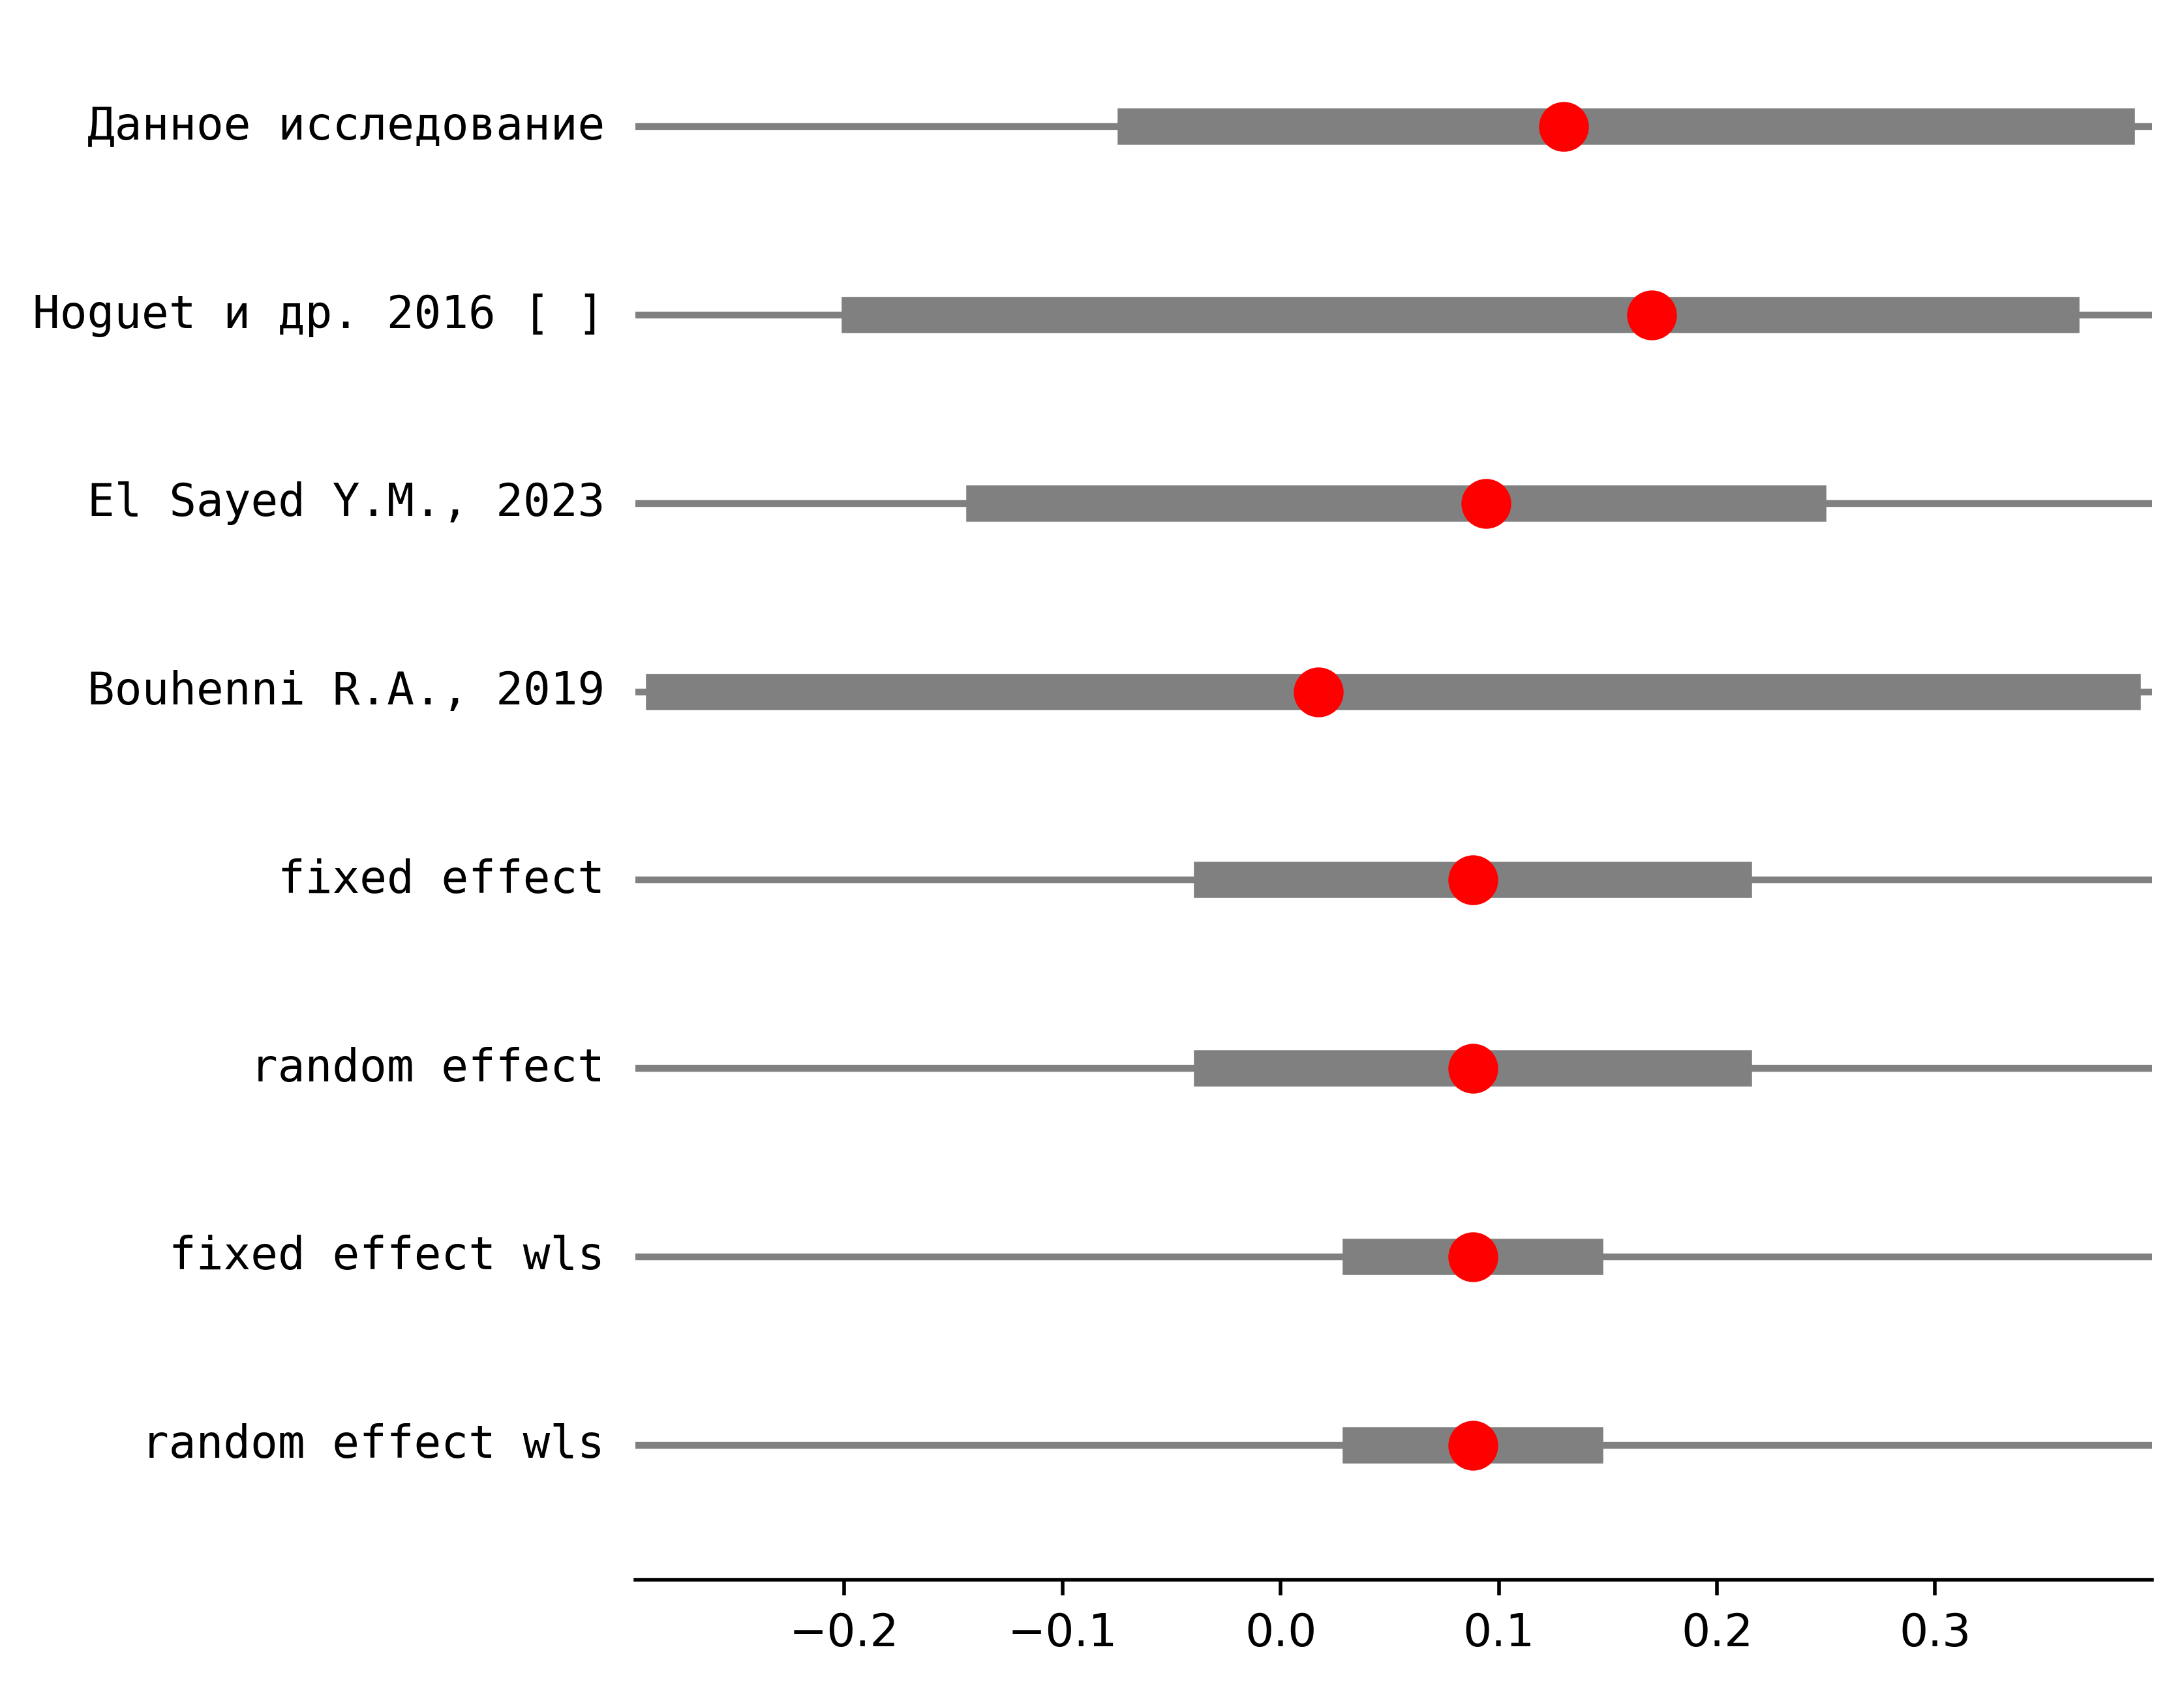 Данное исследование
Hoguet и др. 2016 [ ]
El Sayed Y.M., 2023
Bouhenni R.A., 2019
fixed effect
random effect
fixed effect wls
random effect wls
−0.2 −0.1 0.0 0.1 0.2 0.3